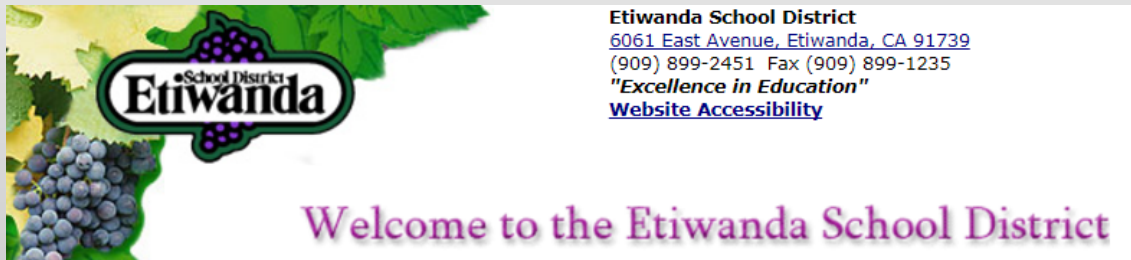 School District
Etiwanda
Etiwanda School District
6061 East Avenue, Etiwanda, CA 91739
(909) 899-2451 Fax (909) 899-1235
"Excellence in Education"
Website Accessibility
Welcome to the Etiwanda School District